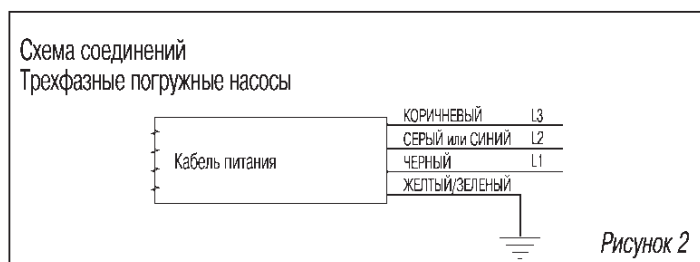 Схема соединений
Трехфазные погружные насосы
КОРИЧНЕВЫЙ L3
СЕРЫЙ или СИНИЙ L2
Кабель питания
ЧЕРНЫЙ L1
ЖЕЛТЫЙ/ЗЕЛЕНЫЙ
Рисунок 2